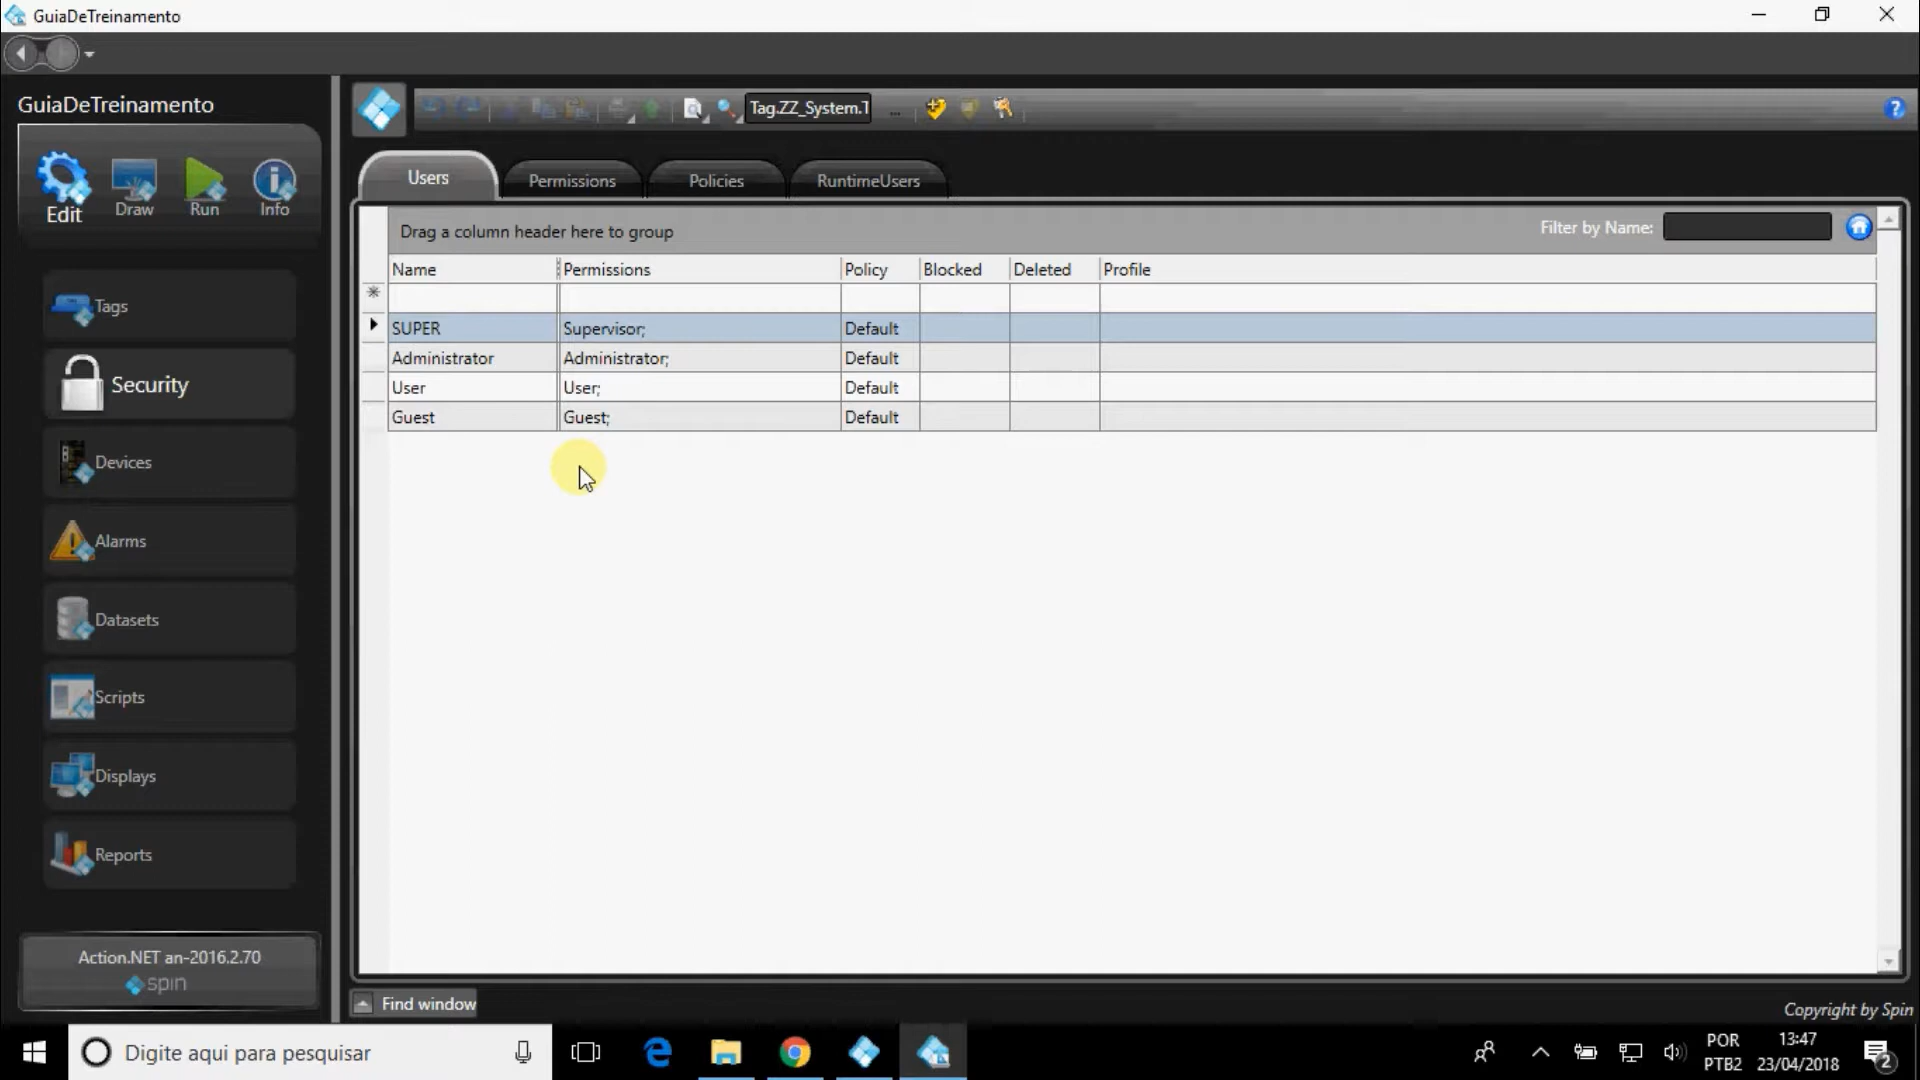 GuiaDeTreinamento
GuiaDeTreinamento
Edit
Draw
Run
Info
Tags
Security
Devices
Alarms
Datasets
Scripts
Displays
Reports
Action.NET an-2016.2.70
spin
Tag.ZZ_System.T
...
Users
Permissions
Policies
RuntimeUsers
Drag a column header here to group
Filter by Name:
Name Permissions Policy Blocked Deleted Profile
SUPER Supervisor; Default
Administrator Administrator; Default
User User; Default
Guest Guest; Default
Find window
Copyright by Spin
Digite aqui para pesquisar
POR
PTB2
13:47
23/04/2018
2